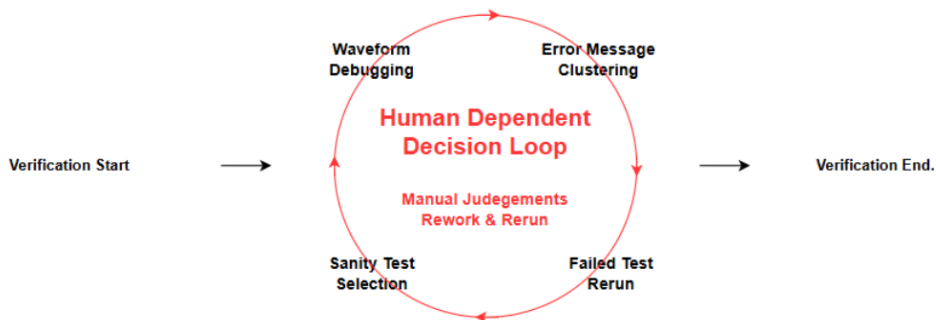 Waveform
Debugging
Error Message
Clustering
Human Dependent
Decision Loop
Verification Start
Verification End.
Manual Judegements
Rework & Rerun
Sanity Test
Selection
Failed Test
Rerun